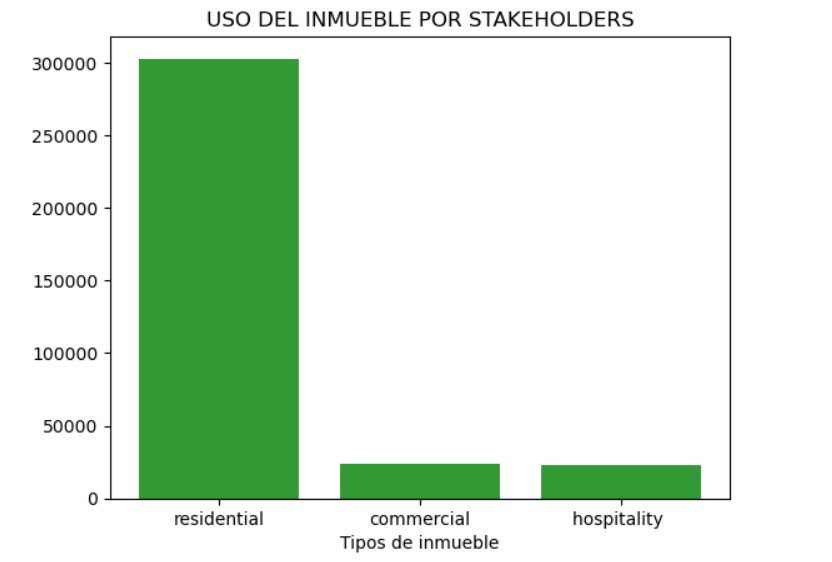 USO DEL INMUEBLE POR STAKEHOLDERS
300000
250000
200000
150000
100000
50000
0
residential commercial hospitality
Tipos de inmueble